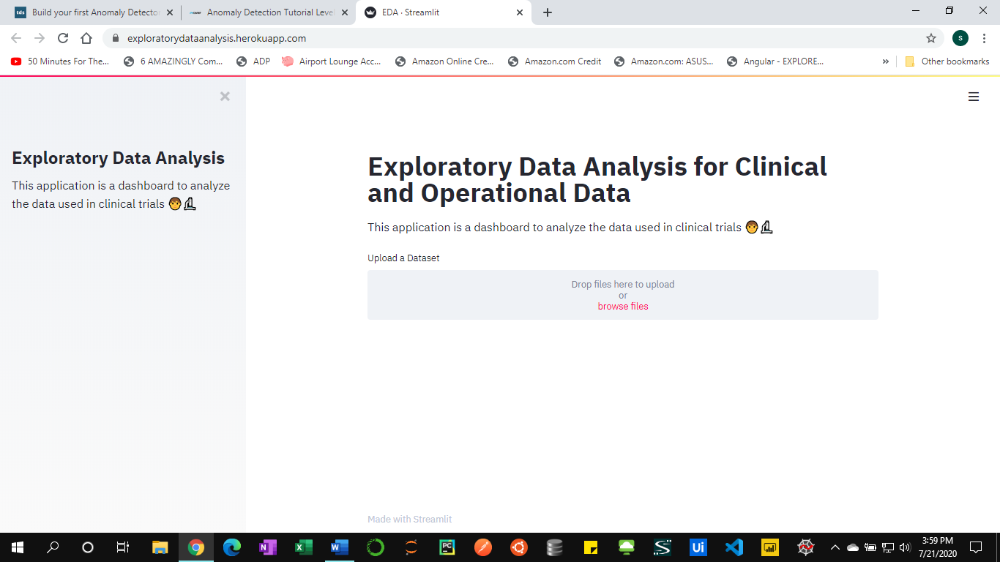 tds Build your first Anomaly Detector
Anomaly Detection Tutorial Level
EDA · Streamlit
exploratorydataanalysis.herokuapp.com
S
50 Minutes For The...
6 AMAZINGLY Com...
ADP
Airport Lounge Acc...
Amazon Online Cre...
Amazon.com Credit
Amazon.com: ASUS...
Angular - EXPLORE...
»
Other bookmarks
Exploratory Data Analysis
This application is a dashboard to analyze
the data used in clinical trials 🧑🔬
Exploratory Data Analysis for Clinical
and Operational Data
This application is a dashboard to analyze the data used in clinical trials 🧑🔬
Upload a Dataset
Drop files here to upload
or
browse files
Made with Streamlit
N
X
W
PC
Ui
3:59 PM
7/21/2020